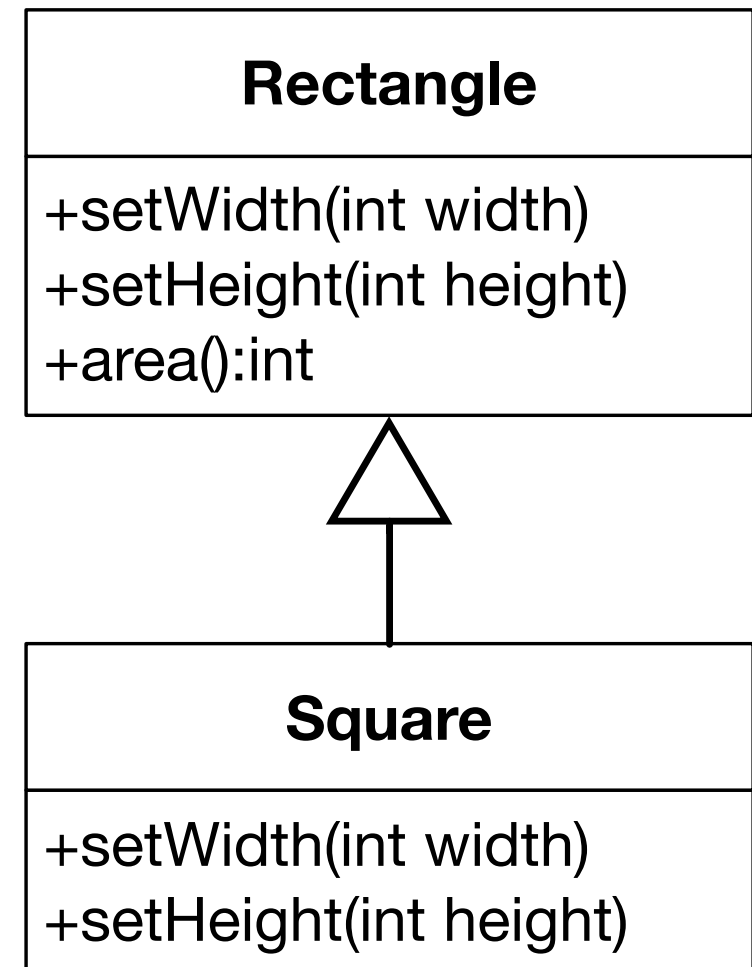 Rectangle
+setWidth(int width)
+setHeight(int height)
+area():int
Square
+setWidth(int width)
+setHeight(int height)